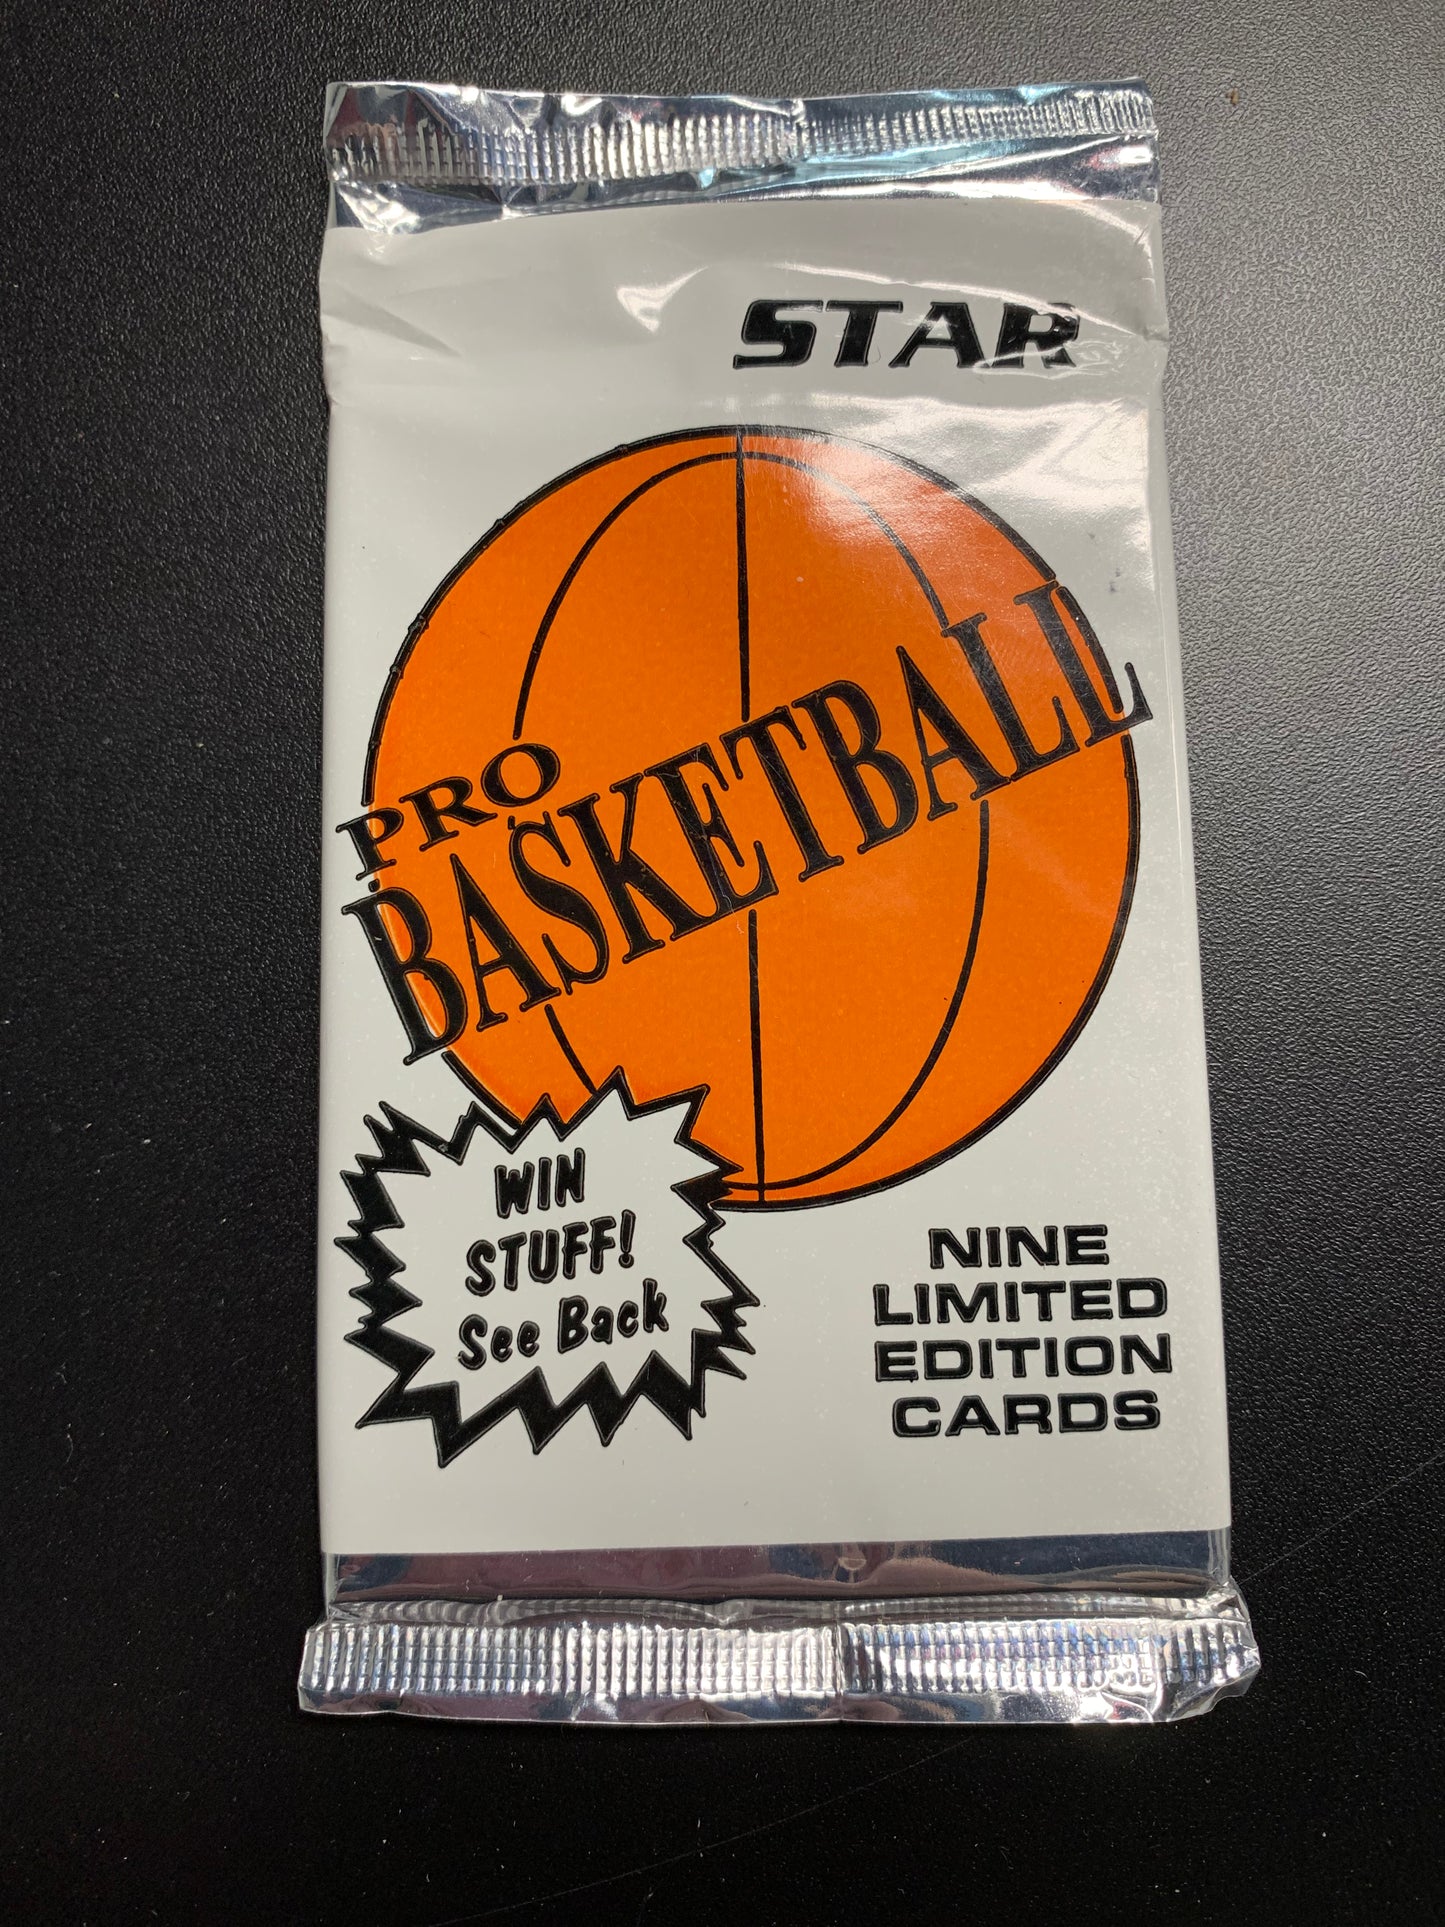 STAR
PRO
BASKETBALL
WIN
STUFF!
See Back
NINE
LIMITED
EDITION
CARDS